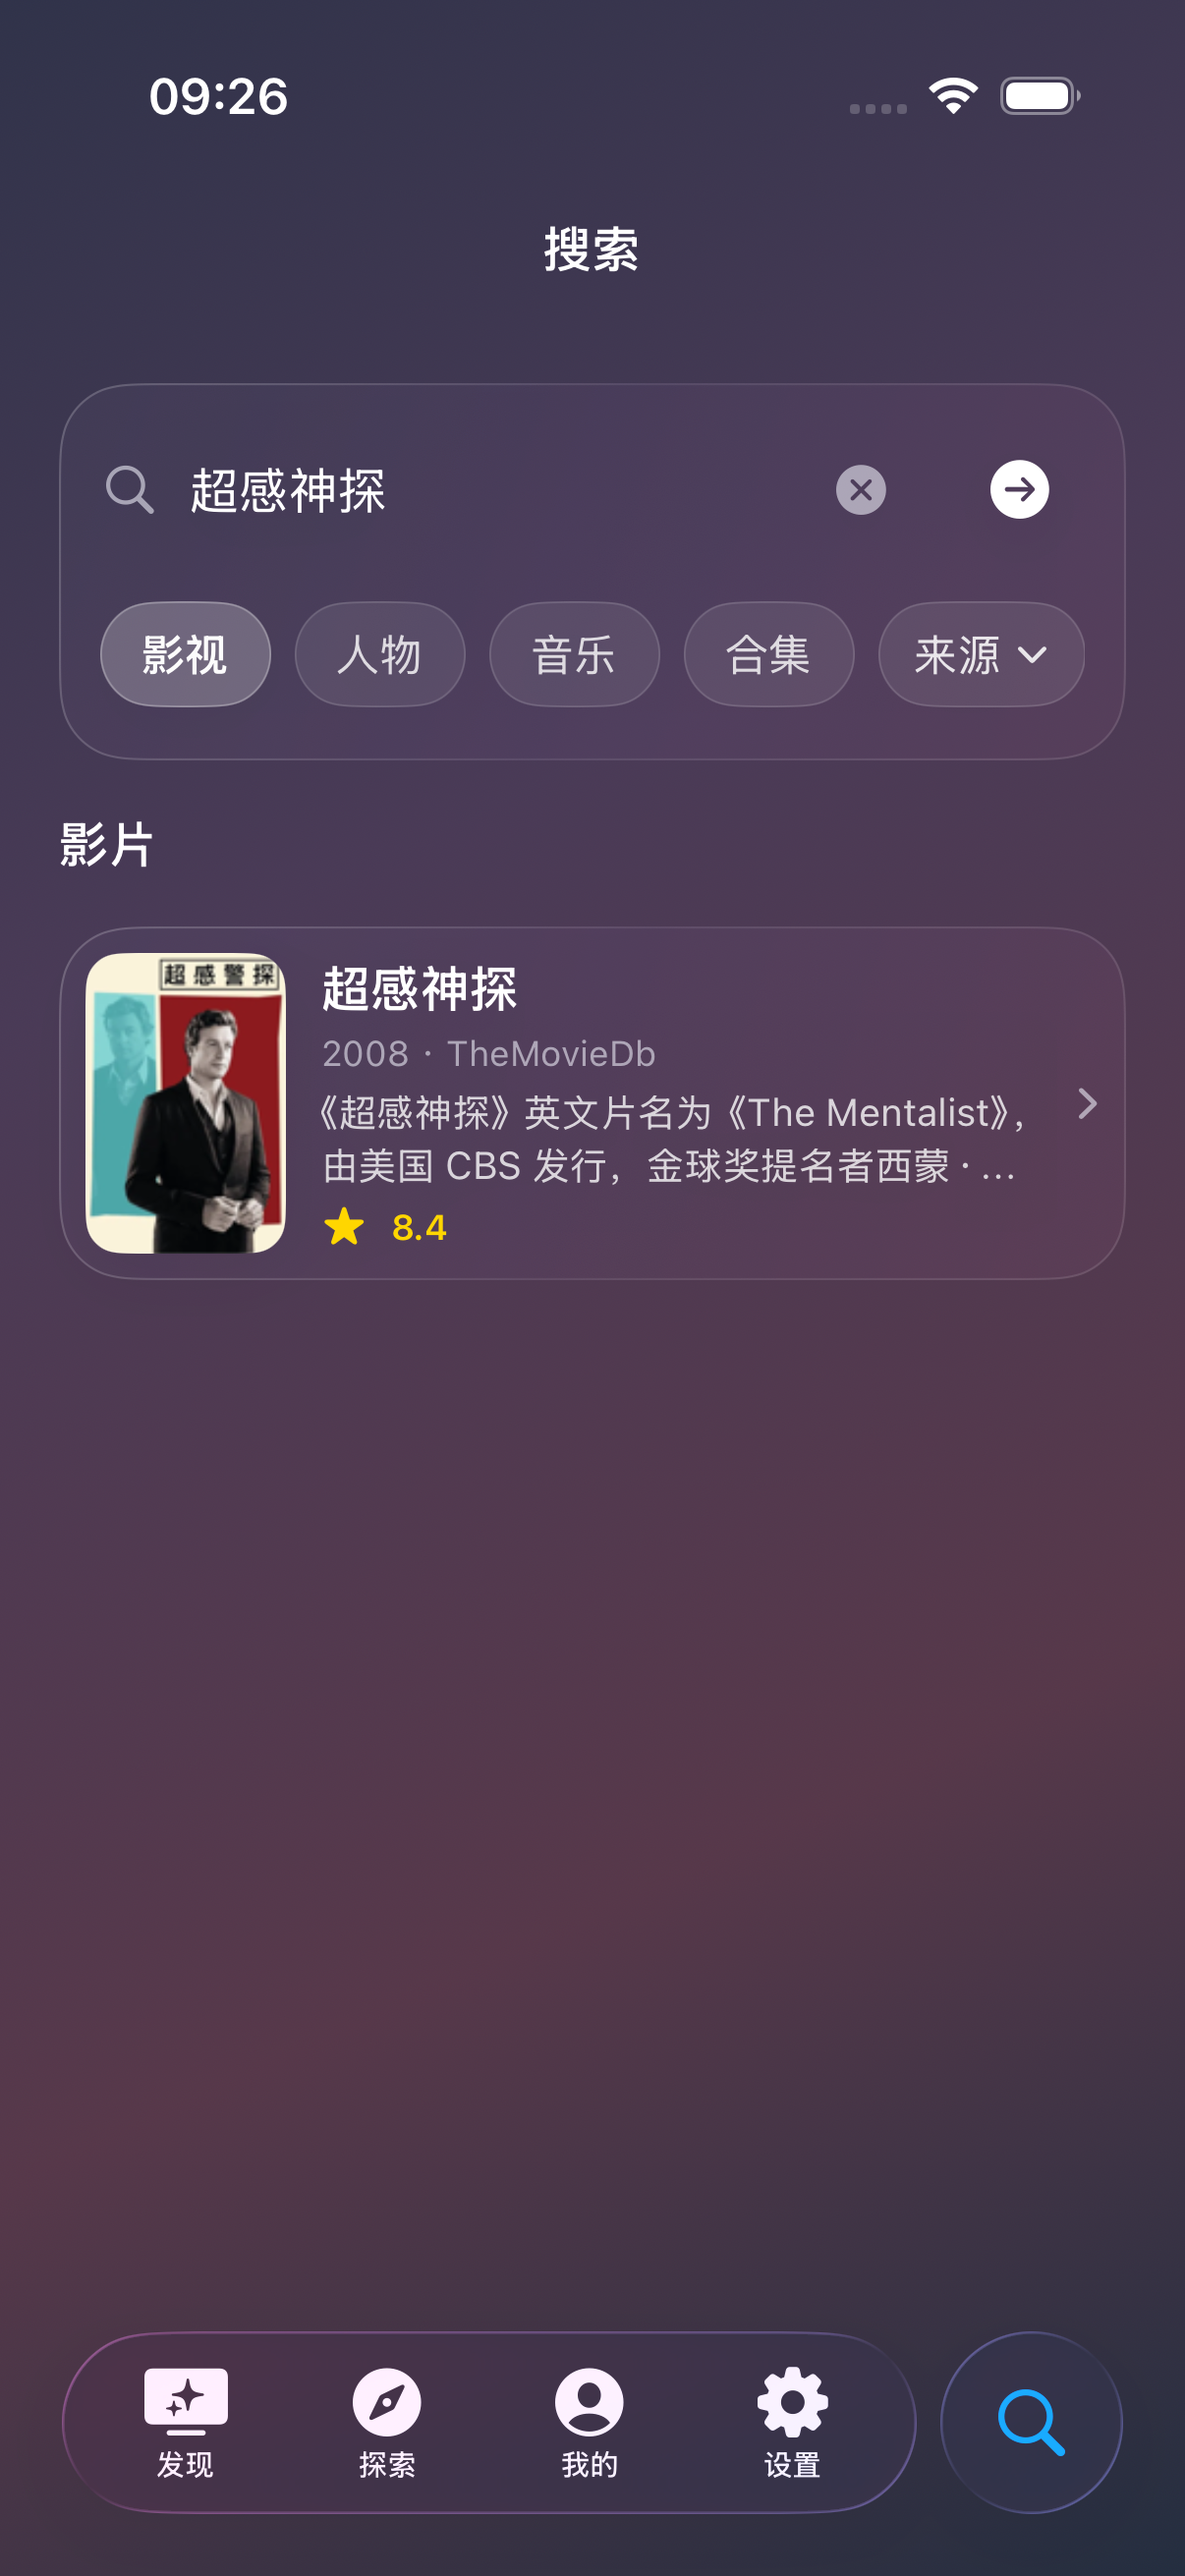 09:26
搜索
超感神探
影视 人物 音乐 合集 来源
影片
超感警探
超感神探
2008 · TheMovieDb
《超感神探》英文片名为《The Mentalist》,
由美国 CBS 发行，金球奖提名者西蒙 · ...
8.4
发现 探索 我的 设置